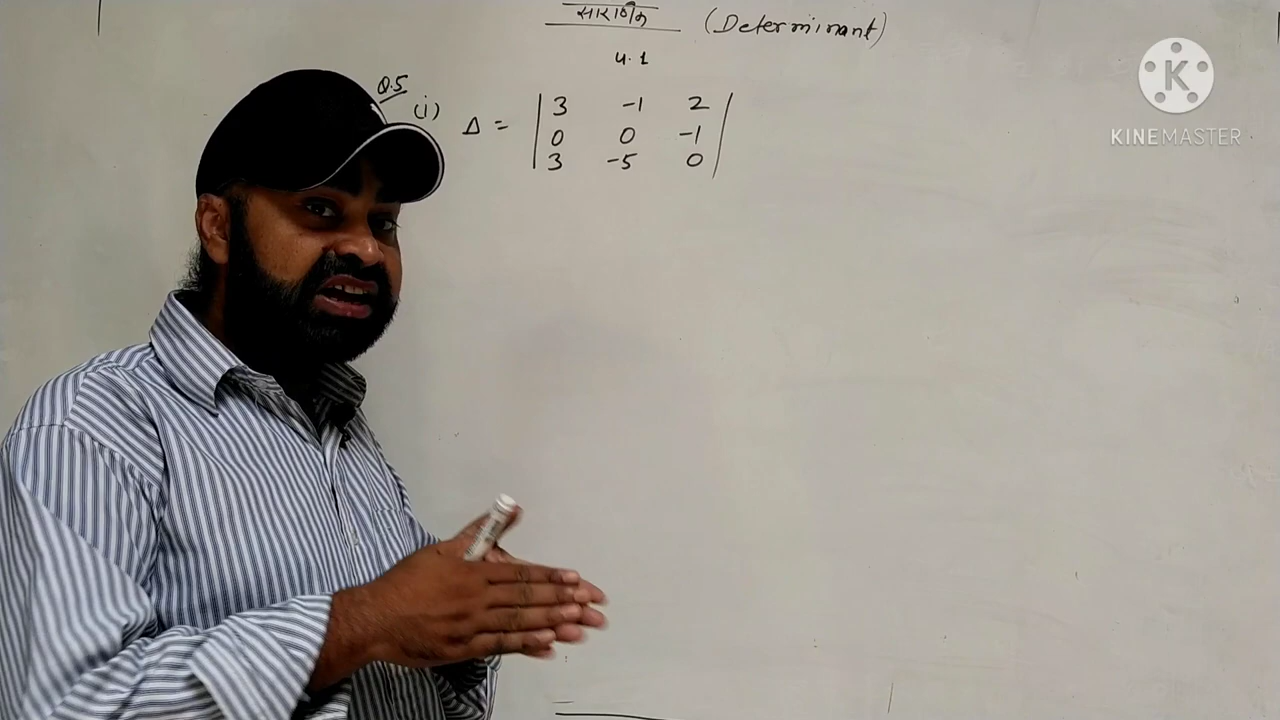 सारणिक (Determinant)
4.1
Q.5
(i) Δ = | 3 -1 2 |
| 0 0 -1 |
| 3 -5 0 |
K
KINEMASTER